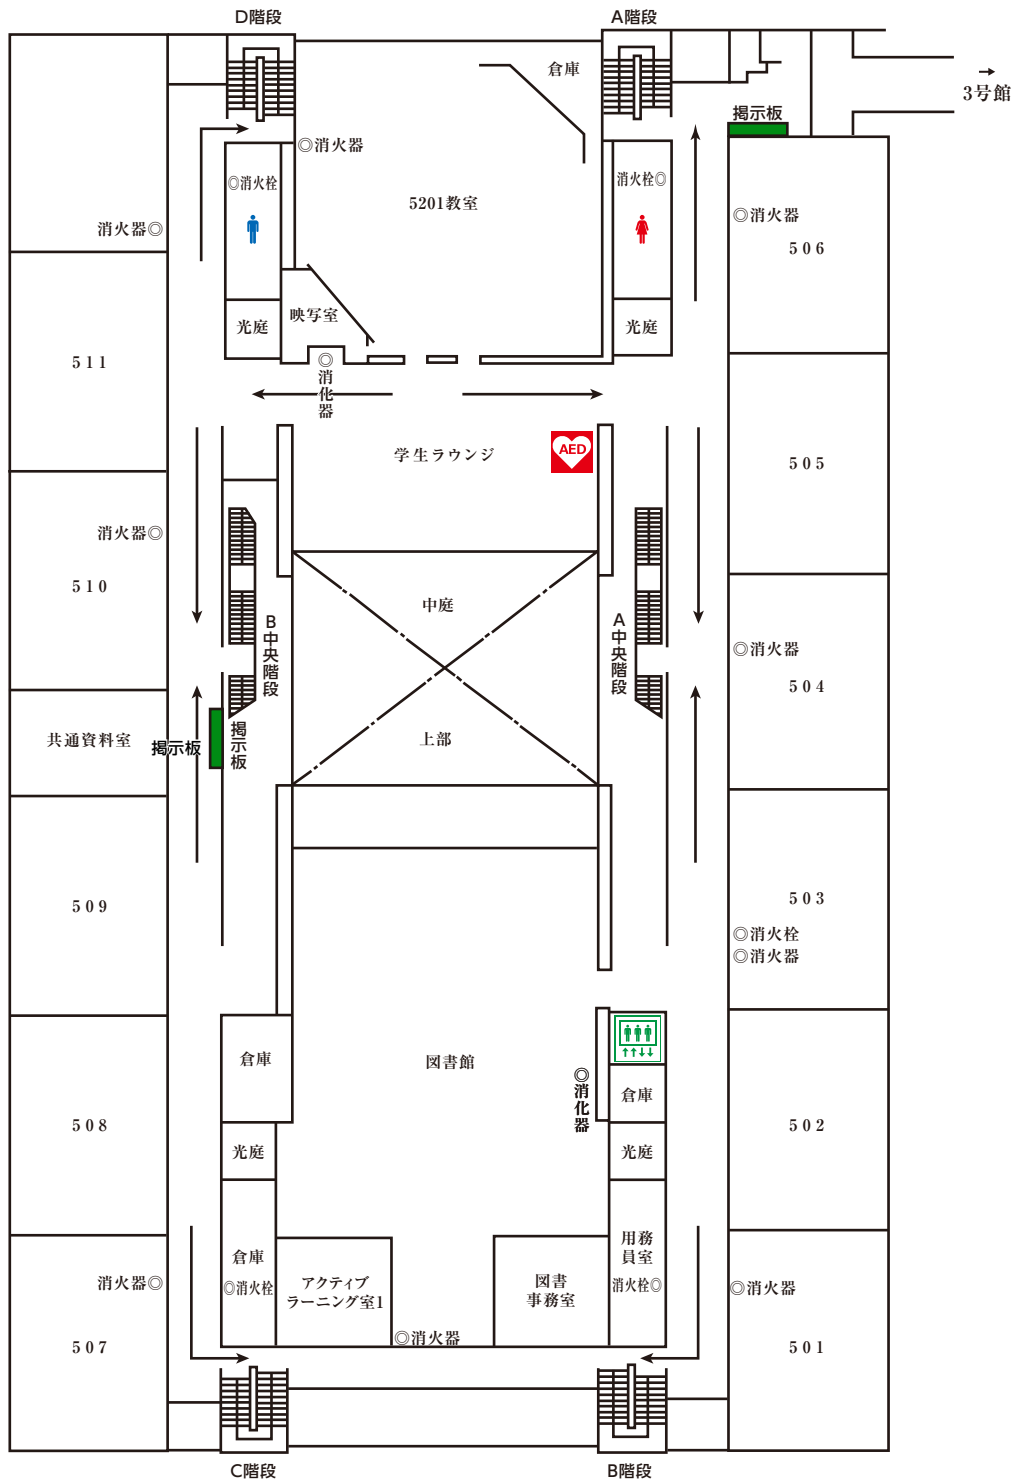 D階段
A階段
倉庫
3号館
掲示板
◎消火器
◎消火栓
消火栓◎
5201教室
消火器◎
◎消火器
506
映写室
光庭
光庭
511
◎消化器
学生ラウンジ
AED
505
消火器◎
510
中庭
B中央階段
A中央階段
◎消火器
504
共通資料室
掲示板
掲示板
上部
509
503
◎消火栓
◎消火器
倉庫
図書館
◎消化器
倉庫
508
502
光庭
光庭
倉庫
◎消火栓
用務
員室
消火栓◎
消火器◎
アクティブ
ラーニング室1
図書
事務室
◎消火器
◎消火器
507
501
C階段
B階段